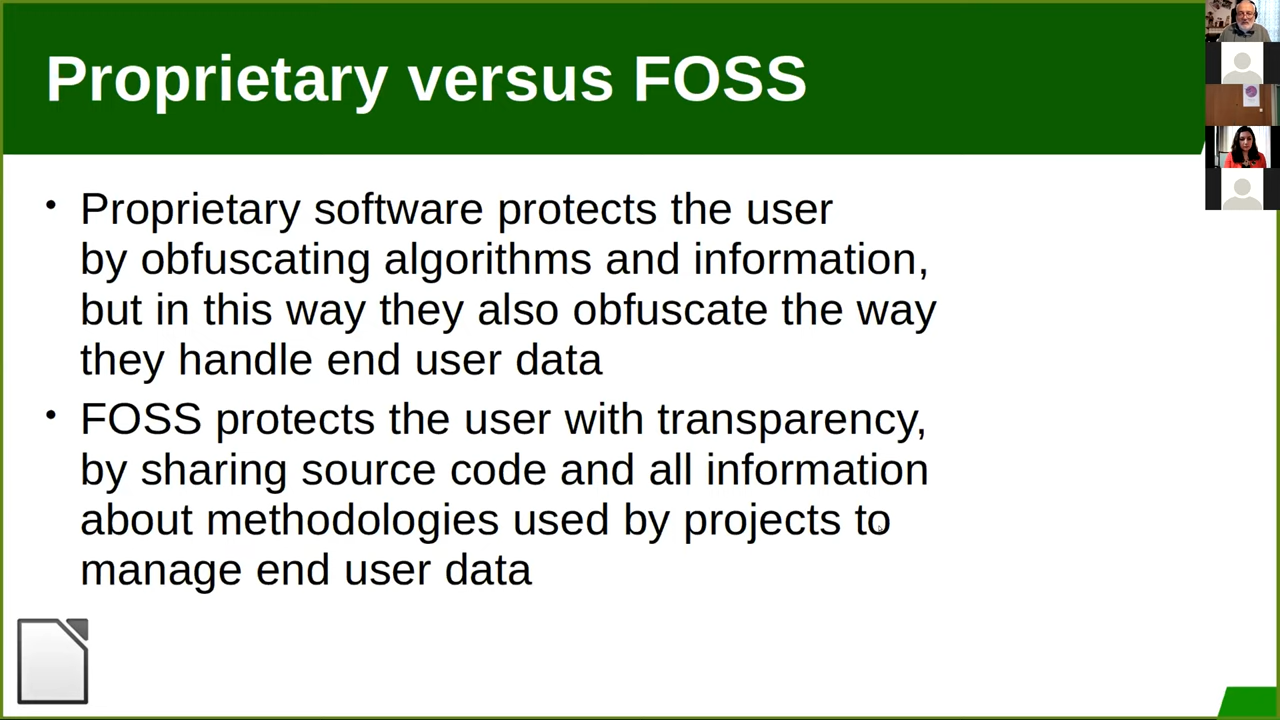 Proprietary versus FOSS
• Proprietary software protects the user
by obfuscating algorithms and information,
but in this way they also obfuscate the way
they handle end user data
• FOSS protects the user with transparency,
by sharing source code and all information
about methodologies used by projects to
manage end user data